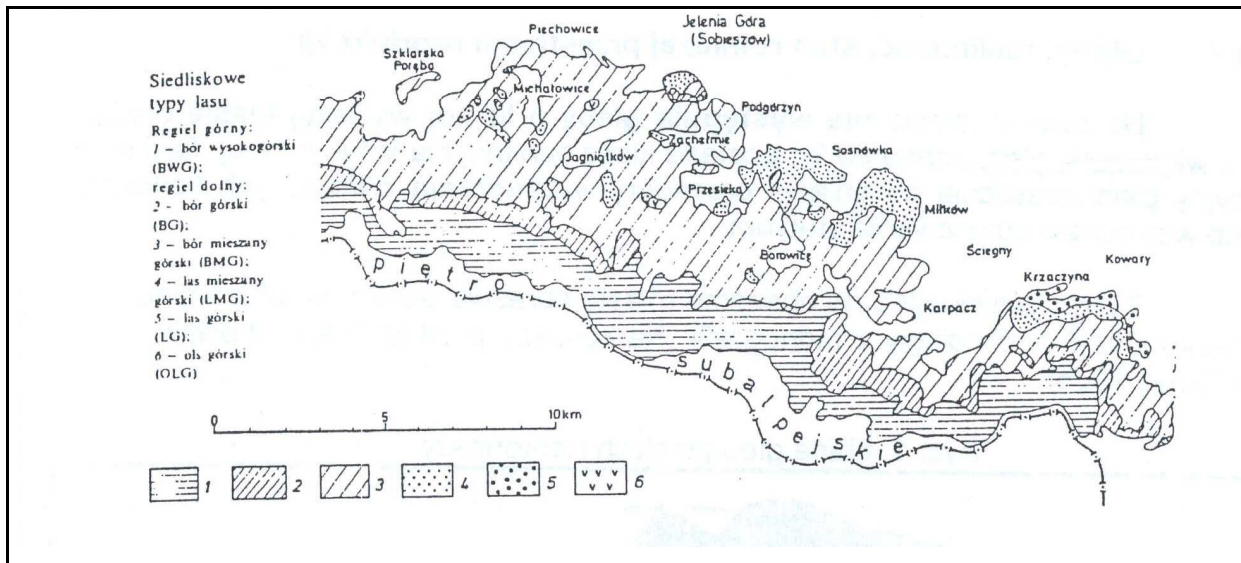 Siedliskowe
typy lasu
Regiel górny:
1 - bór wysokogórski
(BWG);
regiel dolny:
2 - bór górski
(BG);
3 - bór mieszany
górski (BMG);
4 - las mieszany
górski (LMG);
5 - las górski
(LG);
6 - ols górski
(OLG)
Szklarska
Poręba
Piechowice
Jelenia Góra
(Sobieszów)
Michałowice
Podgórzyn
Zachełmie
Sosnówka
Jagniątków
Przesieka
Miłków
Borowice
Ściegny
Kowary
Krzaczyna
Karpacz
piętro
subalpejskie
0 5 10 km
1 2 3 4 5 6